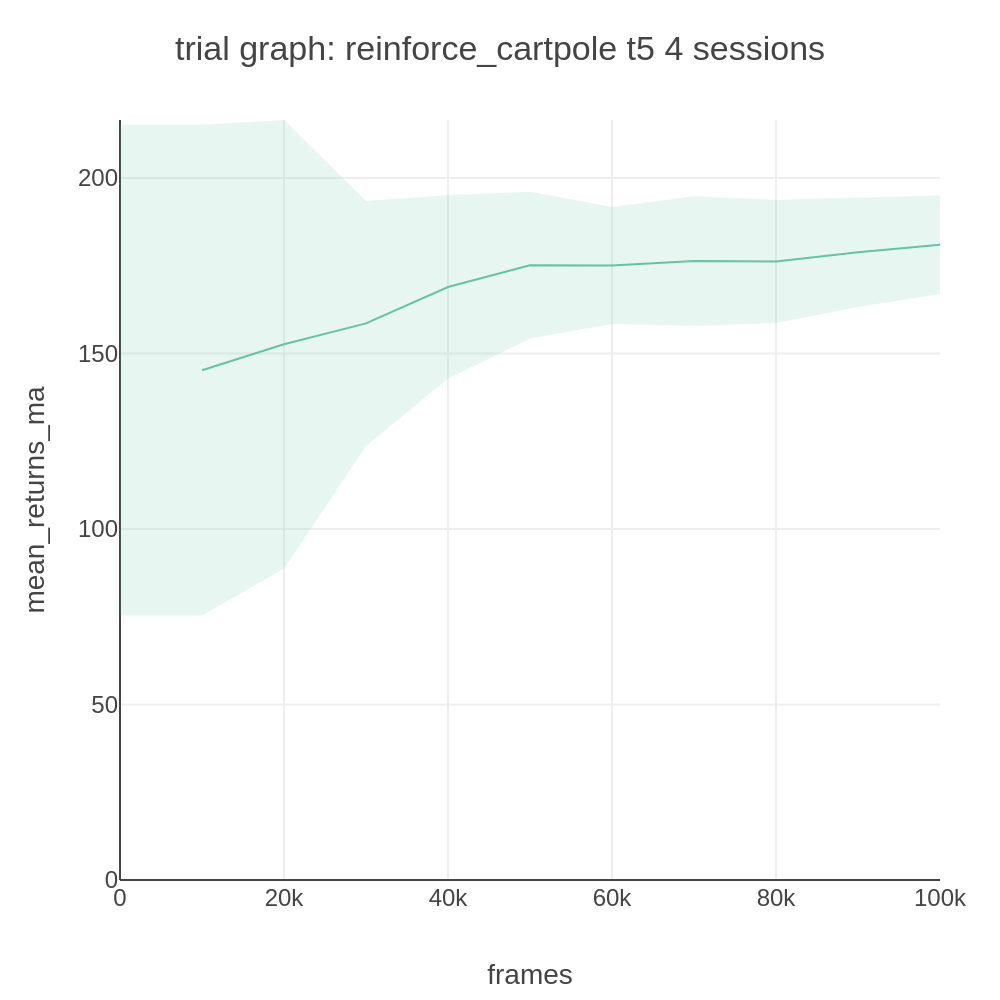 trial graph: reinforce_cartpole t5 4 sessions
200
150
100
50
0
mean_returns_ma
0 20k 40k 60k 80k 100k
frames